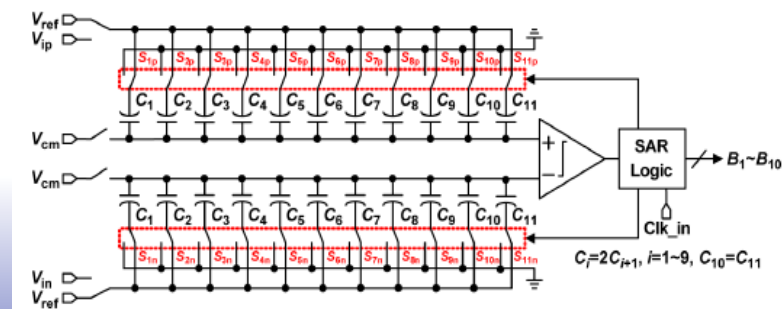 Vref
Vip
S1p S2p S3p S4p S5p S6p S7p S8p S9p S10p S11p
C1 C2 C3 C4 C5 C6 C7 C8 C9 C10 C11
Vcm
+
SAR
Logic
B1~B10
Vcm
−
C1 C2 C3 C4 C5 C6 C7 C8 C9 C10 C11
Clk_in
S1n S2n S3n S4n S5n S6n S7n S8n S9n S10n S11n
Ci=2Ci+1, i=1~9, C10=C11
Vin
Vref